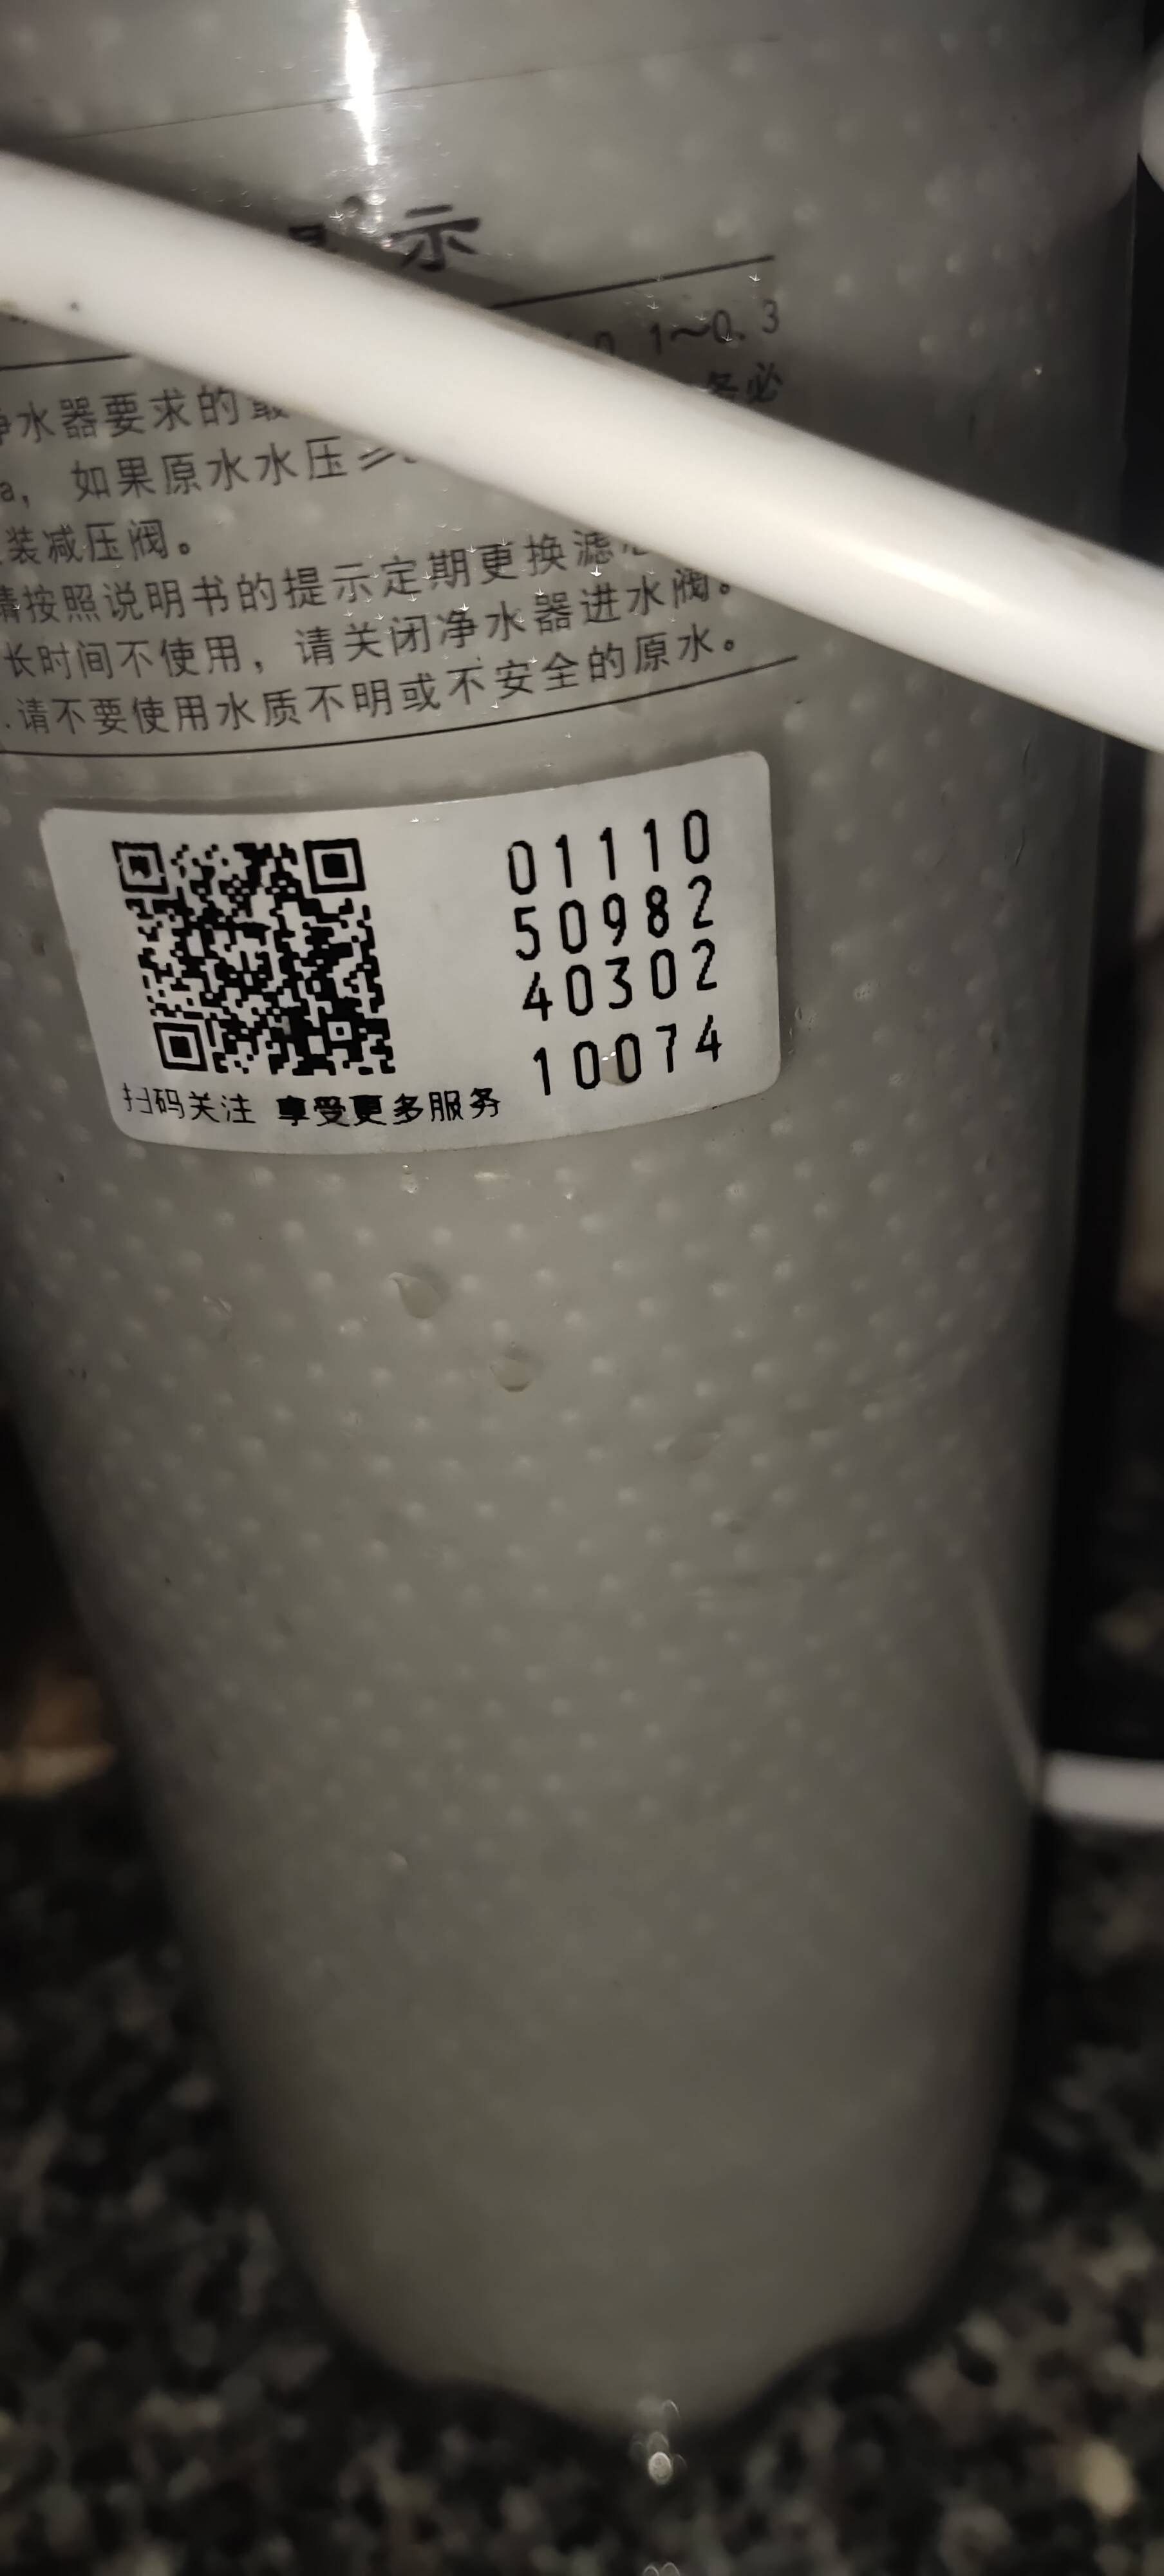 示
0.1～0.3
净水器要求的最
务必
a，如果原水水压≥
装减压阀。
请按照说明书的提示定期更换滤
长时间不使用，请关闭净水器进水阀。
.请不要使用水质不明或不安全的原水。
01110
50982
40302
10074
扫码关注 享受更多服务